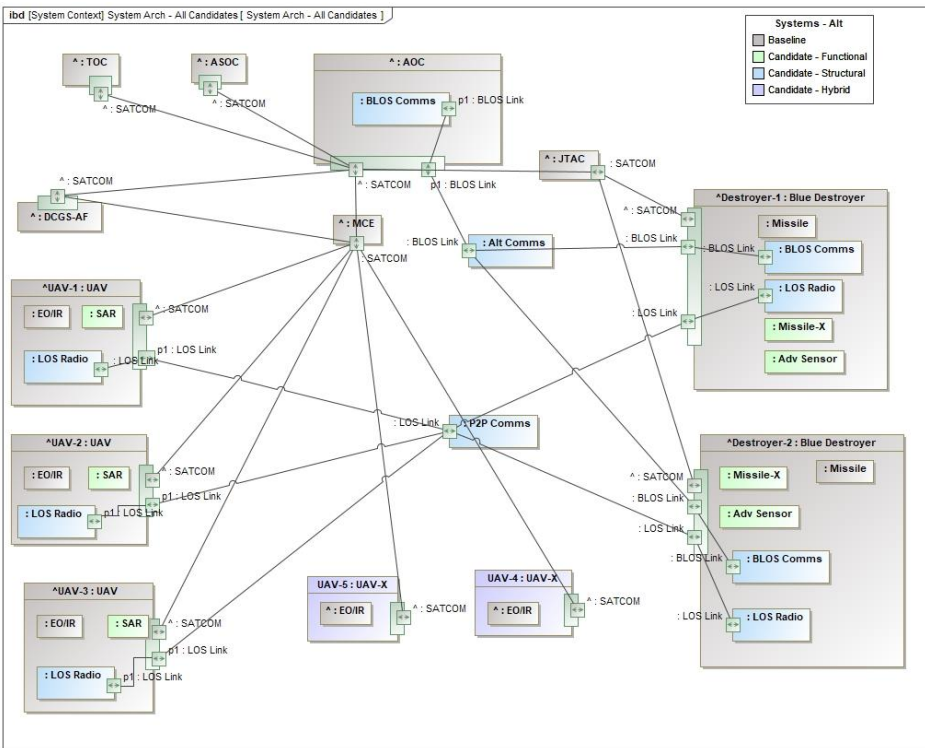 ibd [System Context] System Arch - All Candidates [ System Arch - All Candidates ]
Systems - Alt
Baseline
Candidate - Functional
Candidate - Structural
Candidate - Hybrid
^ : TOC
^ : SATCOM
^ : ASOC
^ : SATCOM
^ : AOC
: BLOS Comms
p1 : BLOS Link
^ : SATCOM
p1 : BLOS Link
^ : JTAC
: SATCOM
^ : SATCOM
^ : DCGS-AF
^ : MCE
: SATCOM
: BLOS Link
: Alt Comms
^Destroyer-1 : Blue Destroyer
^ : SATCOM
: BLOS Link
: LOS Link
: Missile
: BLOS Link
: BLOS Comms
: LOS Link
: LOS Radio
: Missile-X
: Adv Sensor
^UAV-1 : UAV
: EO/IR
: SAR
^ : SATCOM
: LOS Radio
: LOS Link
p1 : LOS Link
: LOS Link
: P2P Comms
^UAV-2 : UAV
: EO/IR
: SAR
^ : SATCOM
: LOS Radio
p1 : LOS Link
p1 : LOS Link
^Destroyer-2 : Blue Destroyer
^ : SATCOM
: BLOS Link
: LOS Link
: Missile-X
: Missile
: Adv Sensor
: BLOS Link
: BLOS Comms
: LOS Link
: LOS Radio
^UAV-3 : UAV
: EO/IR
: SAR
^ : SATCOM
: LOS Radio
p1 : LOS Link
p1 : LOS Link
UAV-5 : UAV-X
^ : EO/IR
^ : SATCOM
UAV-4 : UAV-X
^ : EO/IR
^ : SATCOM